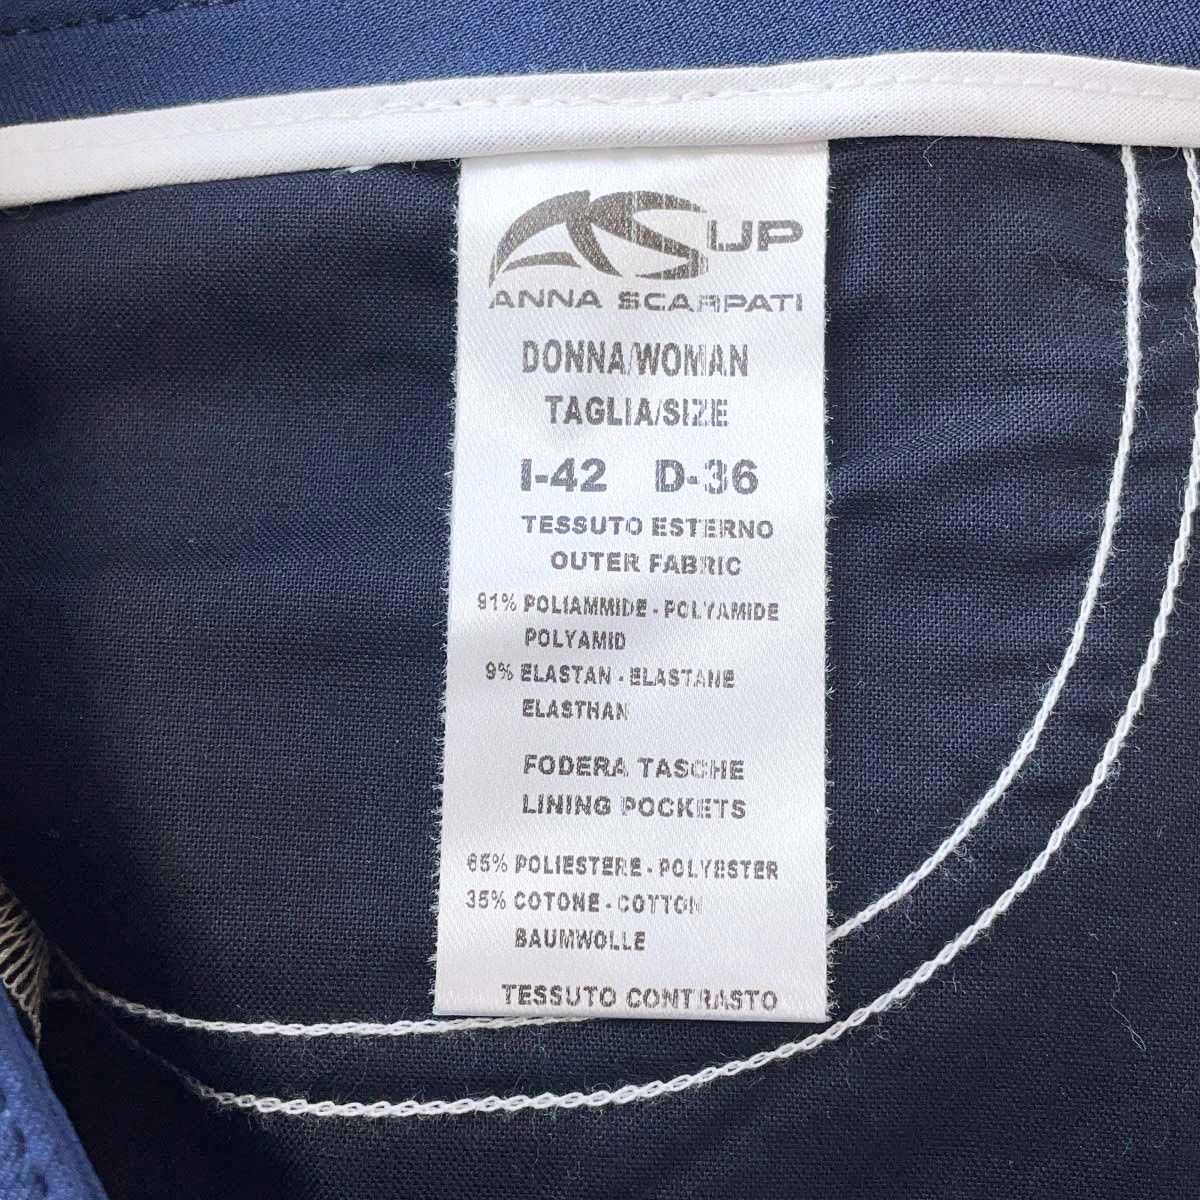 AS UP
ANNA SCARPATI
DONNA/WOMAN
TAGLIA/SIZE
I-42 D-36
TESSUTO ESTERNO
OUTER FABRIC
91% POLIAMMIDE - POLYAMIDE
POLYAMID
9% ELASTAN - ELASTANE
ELASTHAN
FODERA TASCHE
LINING POCKETS
65% POLIESTERE - POLYESTER
35% COTONE - COTTON
BAUMWOLLE
TESSUTO CONTRASTO